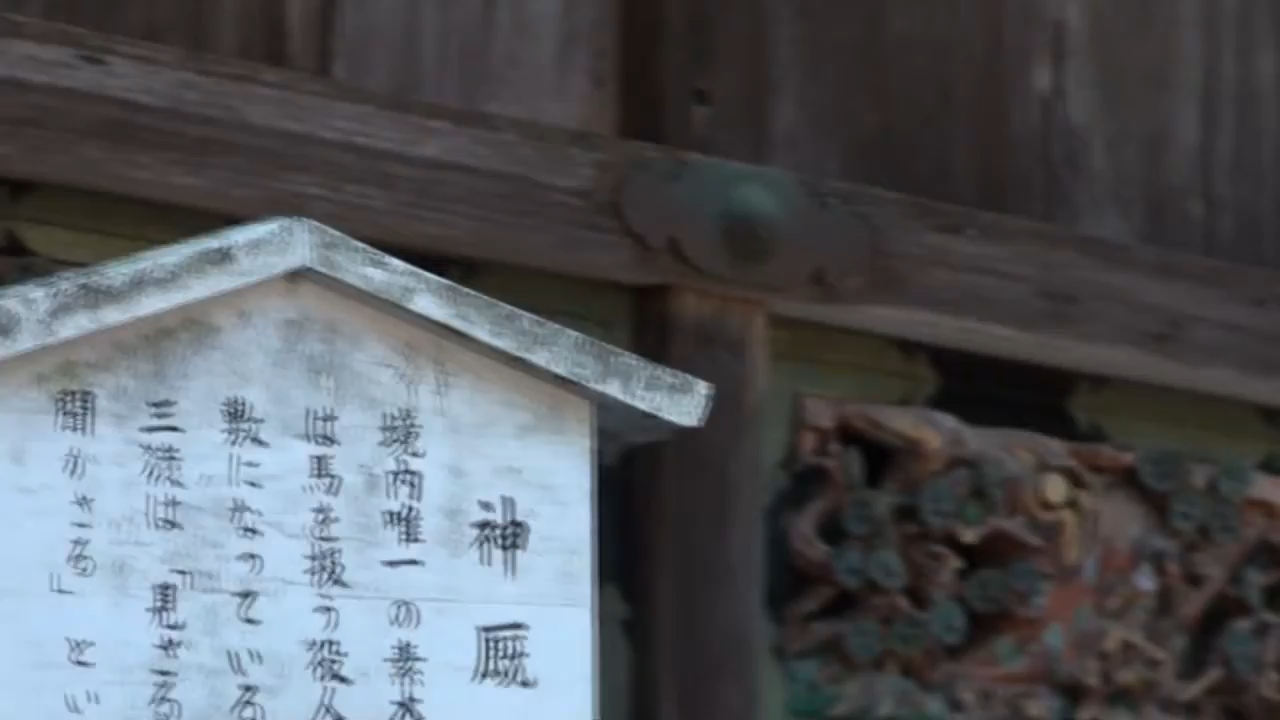 神厩
境内唯一の素木
は馬を扱う役人
数になっている
三猿は『見ざる
聞かざる』とい